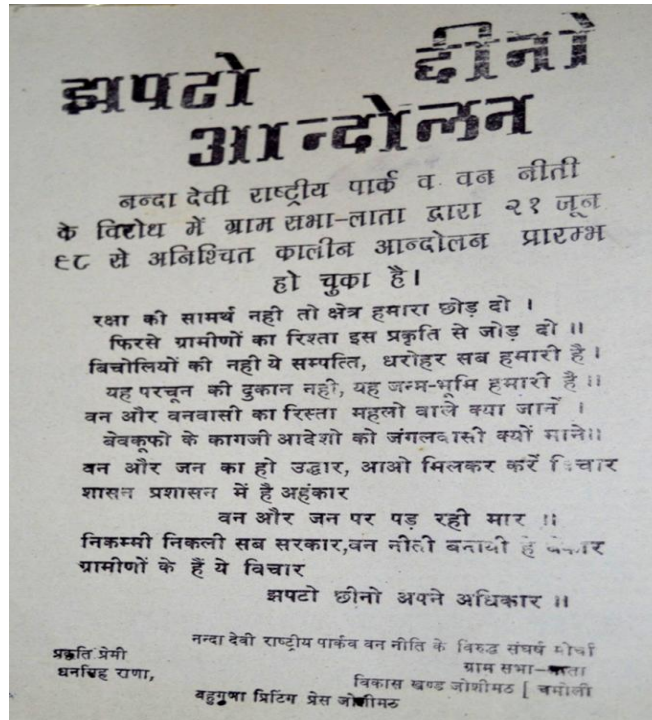 झपटो छीनो
आन्दोलन
नन्दा देवी राष्ट्रीय पार्क व वन नीती
के विरोध में ग्राम सभा-लाता द्वारा २१ जून
९८ से अनिश्चित कालीन आन्दोलन प्रारम्भ
हो चुका है।
रक्षा की सामर्थ नही तो क्षेत्र हमारा छोड़ दो ।
फिरसे ग्रामीणों का रिश्ता इस प्रकृति से जोड़ दो ॥
बिचोलियों की नही ये सम्पत्ति, धरोहर सब हमारी है ।
यह परचून की दुकान नही, यह जन्म-भूमि हमारी है ॥
वन और वनवासी का रिस्ता महलो वाले क्या जानें ।
बेवकूफो के कागजी आदेशो को जंगलवासी क्यों माने॥
वन और जन का हो उद्धार, आओ मिलकर करें विचार
शासन प्रशासन में है अहंकार
वन और जन पर पड़ रही मार ॥
निकम्मी निकली सब सरकार,वन नीती बनायी है बेकार
ग्रामीणों के हैं ये विचार
झपटो छीनो अपने अधिकार ॥
नन्दा देवी राष्ट्रीय पार्कव वन नीति के विरुद्ध संघर्ष मोर्चा
प्रकृति प्रेमी ग्राम सभा-लाता
धनसिंह राणा, विकास खण्ड जोशीमठ [ चमोली
बहुगुणा प्रिटिंग प्रेस जोशीमठ